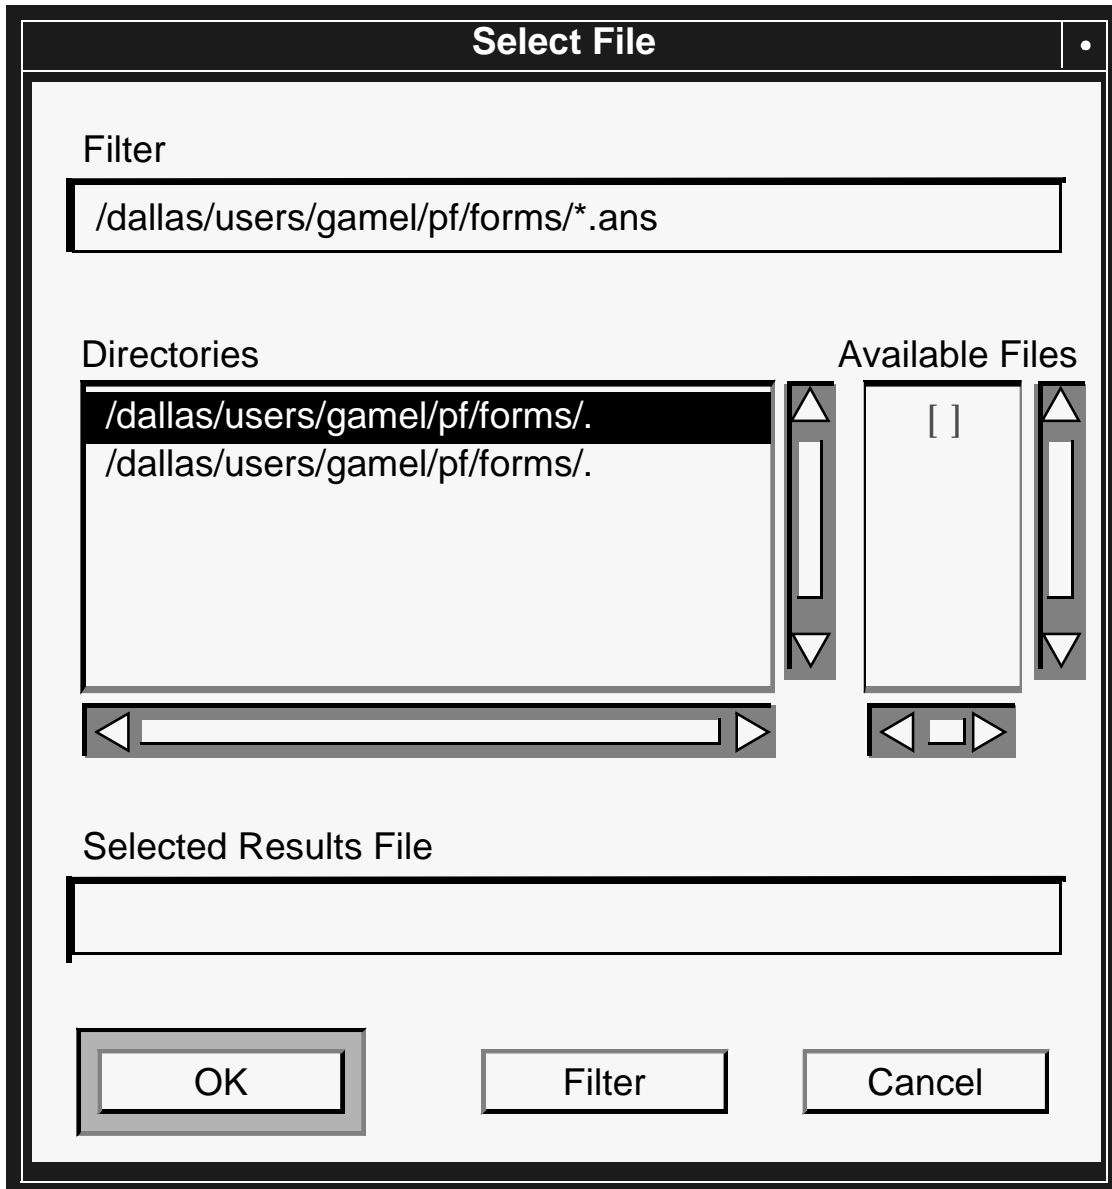 Select File
Filter
/dallas/users/gamel/pf/forms/*.ans
Directories
Available Files
/dallas/users/gamel/pf/forms/.
/dallas/users/gamel/pf/forms/.
[ ]
Selected Results File
OK
Filter
Cancel